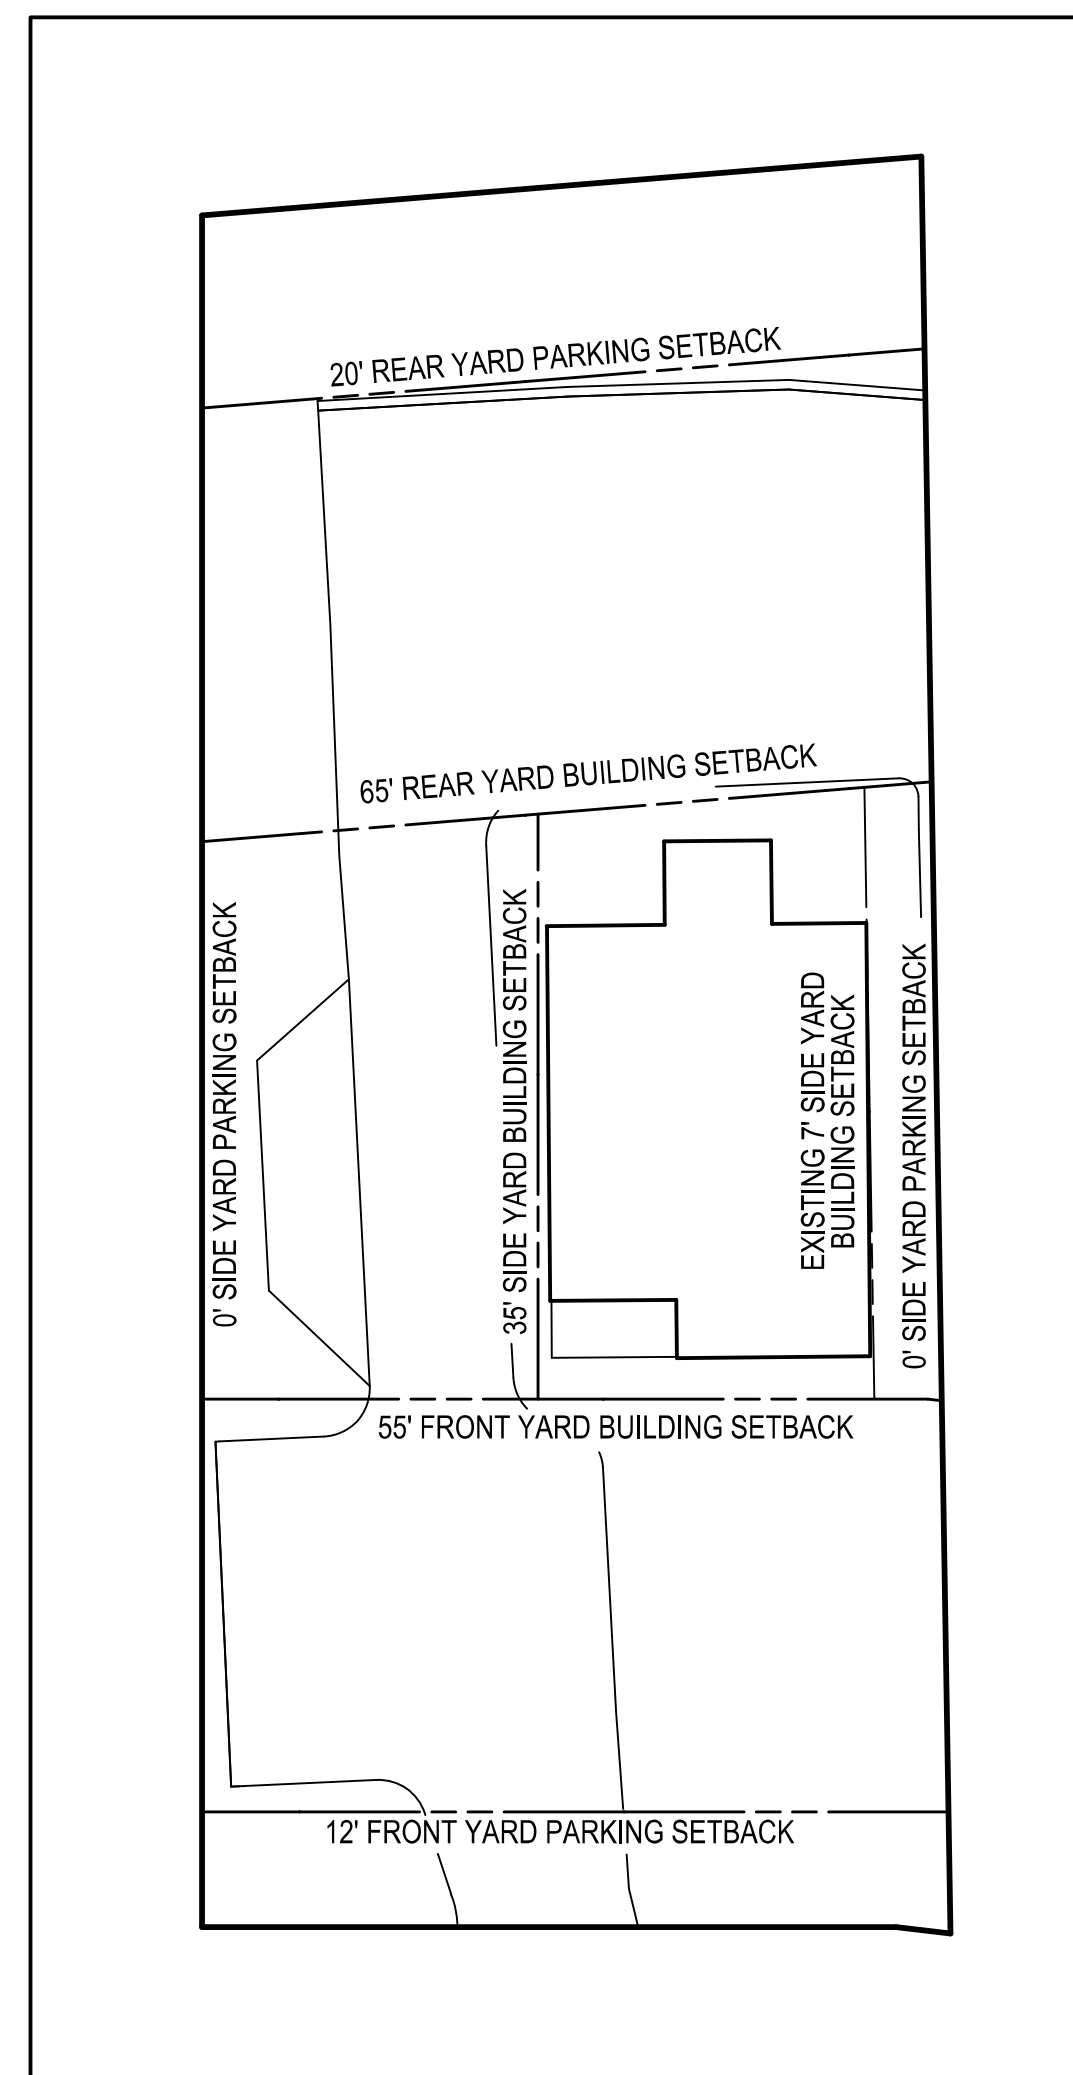 20' REAR YARD PARKING SETBACK
65' REAR YARD BUILDING SETBACK
0' SIDE YARD PARKING SETBACK
35' SIDE YARD BUILDING SETBACK
EXISTING 7' SIDE YARD
BUILDING SETBACK
0' SIDE YARD PARKING SETBACK
55' FRONT YARD BUILDING SETBACK
12' FRONT YARD PARKING SETBACK